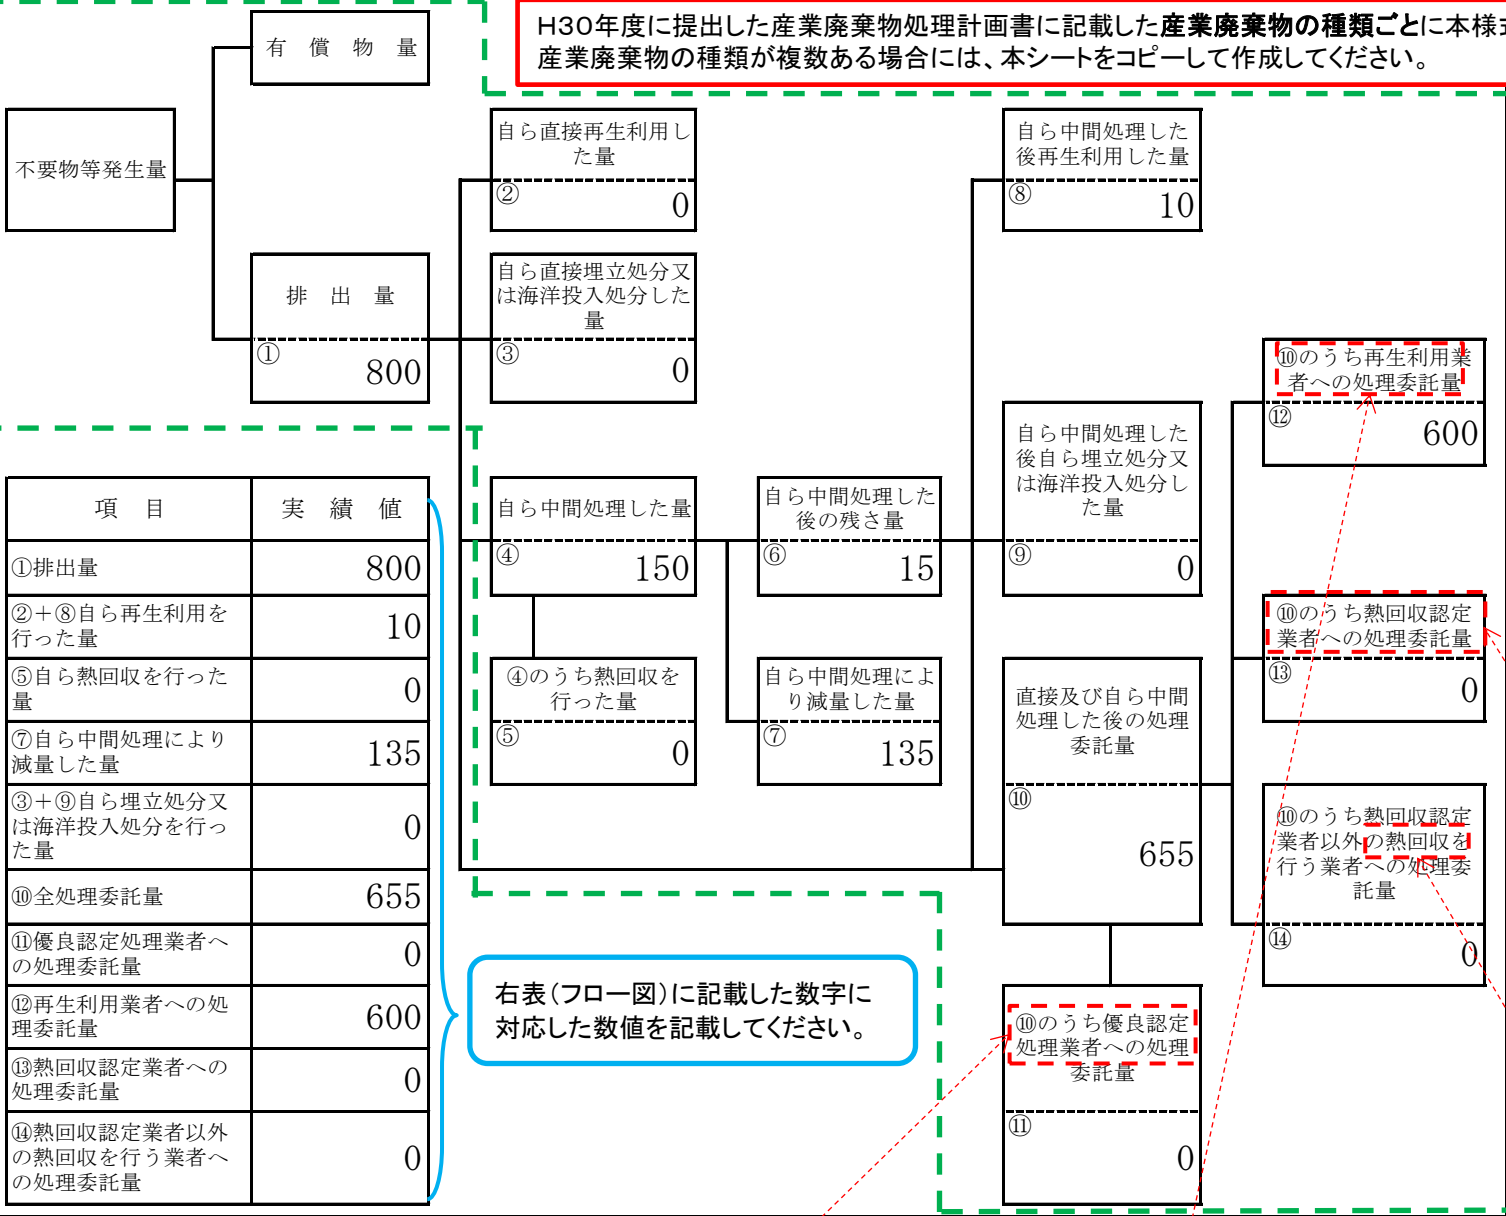 H30年度に提出した産業廃棄物処理計画書に記載した産業廃棄物の種類ごとに本様
産業廃棄物の種類が複数ある場合には、本シートをコピーして作成してください。
有償物量
不要物等発生量
自ら直接再生利用し
た量
②
0
自ら中間処理した
後再生利用した量
⑧
10
排出量
①
800
自ら直接埋立処分又
は海洋投入処分した
量
③
0
⑩のうち再生利用業
者への処理委託量
⑫
600
自ら中間処理した
後自ら埋立処分又
は海洋投入処分し
た量
⑨
0
自ら中間処理した量
④
150
自ら中間処理した
後の残さ量
⑥
15
⑩のうち熱回収認定
業者への処理委託量
⑬
0
④のうち熱回収を
行った量
⑤
0
自ら中間処理によ
り減量した量
⑦
135
直接及び自ら中間
処理した後の処理
委託量
⑩
655
⑩のうち熱回収認定
業者以外の熱回収を
行う業者への処理委
託量
⑭
0
⑩のうち優良認定
処理業者への処理
委託量
⑪
0
項目 実績値
①排出量 800
②+⑧自ら再生利用を
行った量 10
⑤自ら熱回収を行った
量 0
⑦自ら中間処理により
減量した量 135
③+⑨自ら埋立処分又
は海洋投入処分を行っ
た量 0
⑩全処理委託量 655
⑪優良認定処理業者へ
の処理委託量 0
⑫再生利用業者への処
理委託量 600
⑬熱回収認定業者への
処理委託量 0
⑭熱回収認定業者以外
の熱回収を行う業者へ
の処理委託量 0
右表(フロー図)に記載した数字に
対応した数値を記載してください。